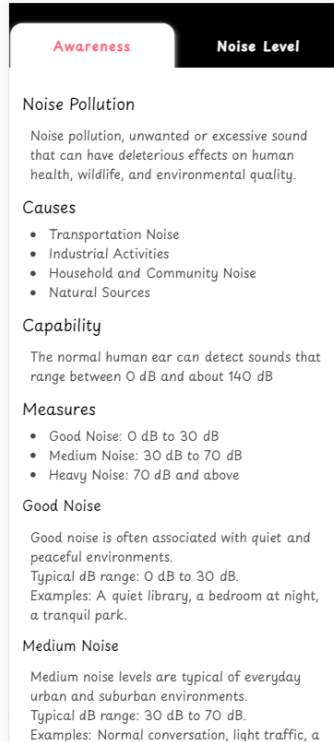 Awareness
Noise Level
Noise Pollution
Noise pollution, unwanted or excessive sound
that can have deleterious effects on human
health, wildlife, and environmental quality.
Causes
• Transportation Noise
• Industrial Activities
• Household and Community Noise
• Natural Sources
Capability
The normal human ear can detect sounds that
range between 0 dB and about 140 dB
Measures
• Good Noise: 0 dB to 30 dB
• Medium Noise: 30 dB to 70 dB
• Heavy Noise: 70 dB and above
Good Noise
Good noise is often associated with quiet and
peaceful environments.
Typical dB range: 0 dB to 30 dB.
Examples: A quiet library, a bedroom at night,
a tranquil park.
Medium Noise
Medium noise levels are typical of everyday
urban and suburban environments.
Typical dB range: 30 dB to 70 dB.
Examples: Normal conversation, light traffic, a